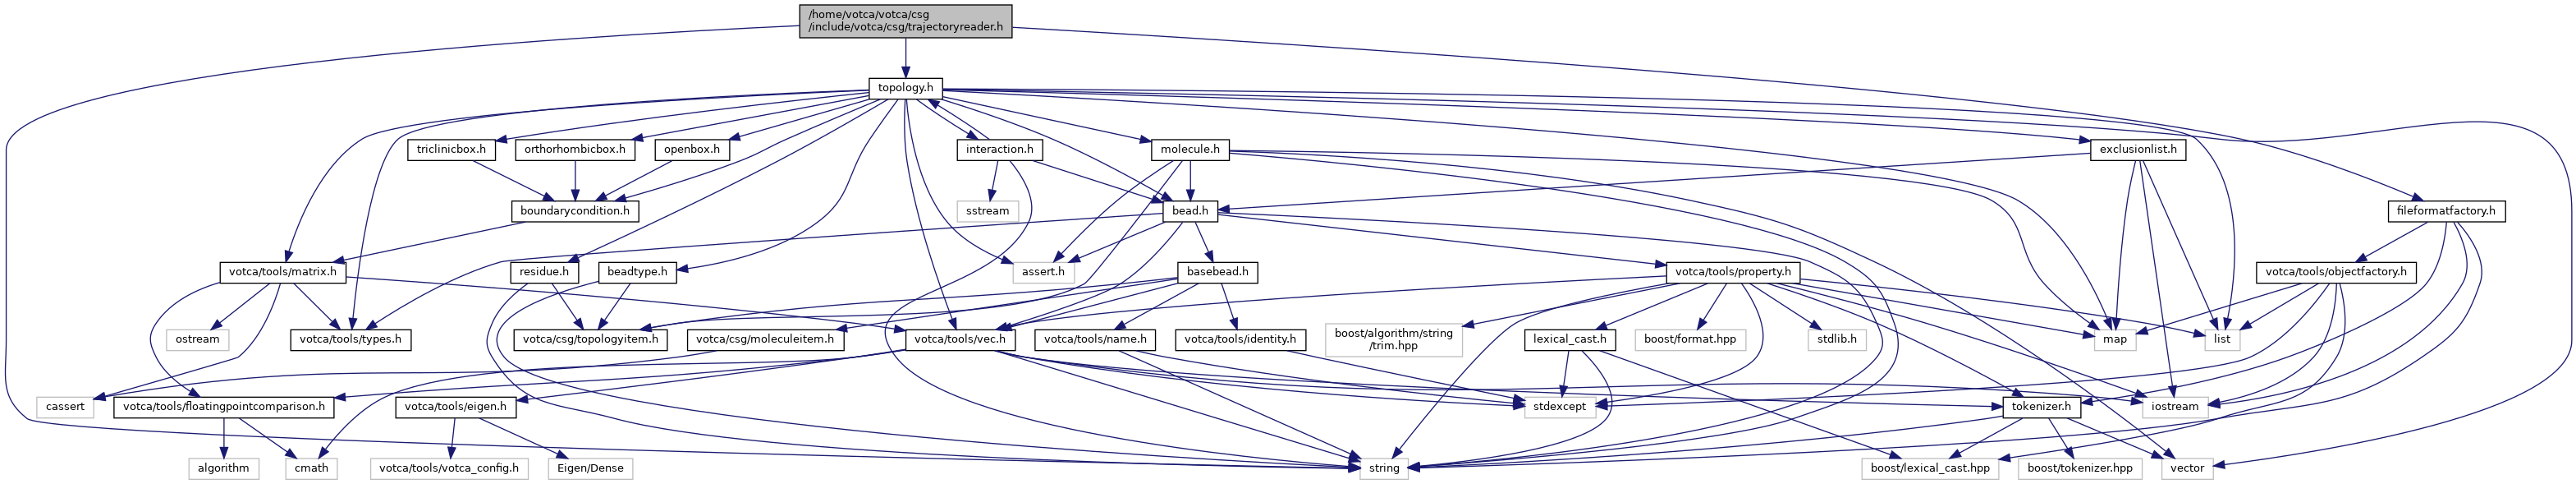 /home/votca/votca/csg
/include/votca/csg/trajectoryreader.h
topology.h
triclinicbox.h
orthorhombicbox.h
openbox.h
interaction.h
molecule.h
exclusionlist.h
boundarycondition.h
sstream
bead.h
fileformatfactory.h
votca/tools/matrix.h
residue.h
beadtype.h
assert.h
basebead.h
votca/tools/property.h
votca/tools/objectfactory.h
ostream
votca/tools/types.h
votca/csg/topologyitem.h
votca/csg/moleculeitem.h
votca/tools/vec.h
votca/tools/name.h
votca/tools/identity.h
boost/algorithm/string
/trim.hpp
lexical_cast.h
boost/format.hpp
stdlib.h
map
list
cassert
votca/tools/floatingpointcomparison.h
votca/tools/eigen.h
stdexcept
tokenizer.h
iostream
algorithm
cmath
votca/tools/votca_config.h
Eigen/Dense
string
boost/lexical_cast.hpp
boost/tokenizer.hpp
vector